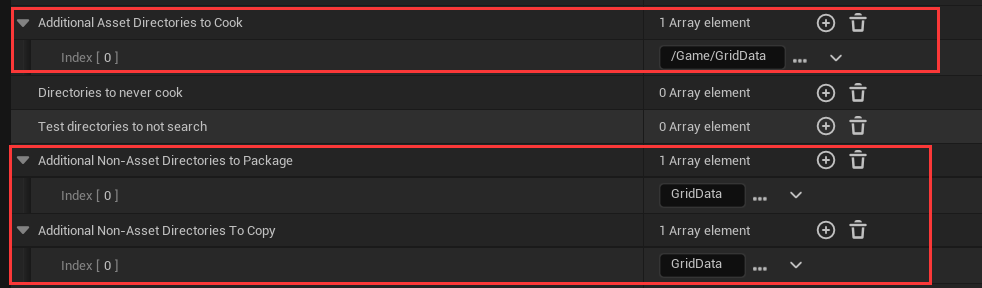 Additional Asset Directories to Cook 1 Array element
Index [ 0 ] /Game/GridData ...
Directories to never cook 0 Array element
Test directories to not search 0 Array element
Additional Non-Asset Directories to Package 1 Array element
Index [ 0 ] GridData ...
Additional Non-Asset Directories To Copy 1 Array element
Index [ 0 ] GridData ...